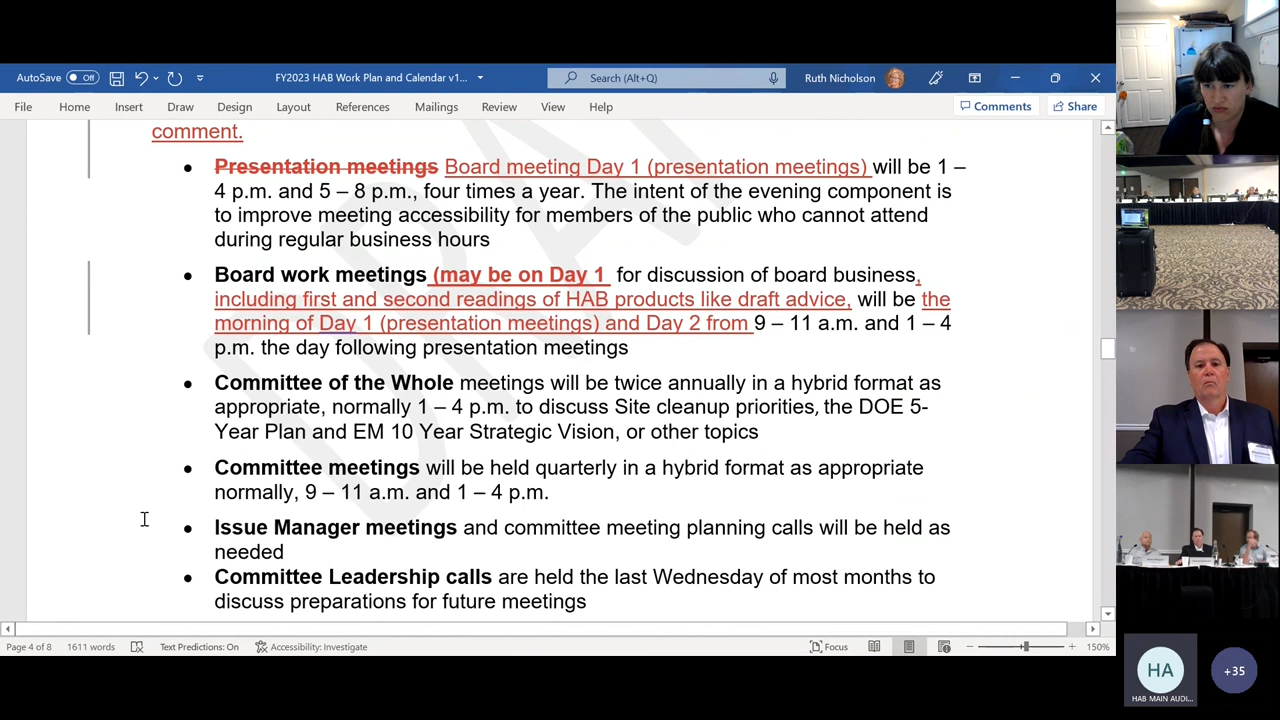 AutoSave Off FY2023 HAB Work Plan and Calendar v1... Search (Alt+Q) Ruth Nicholson
File Home Insert Draw Design Layout References Mailings Review View Help Comments Share
comment.
• Presentation meetings Board meeting Day 1 (presentation meetings) will be 1 –
4 p.m. and 5 – 8 p.m., four times a year. The intent of the evening component is
to improve meeting accessibility for members of the public who cannot attend
during regular business hours
• Board work meetings (may be on Day 1 for discussion of board business,
including first and second readings of HAB products like draft advice, will be the
morning of Day 1 (presentation meetings) and Day 2 from 9 – 11 a.m. and 1 – 4
p.m. the day following presentation meetings
• Committee of the Whole meetings will be twice annually in a hybrid format as
appropriate, normally 1 – 4 p.m. to discuss Site cleanup priorities, the DOE 5-
Year Plan and EM 10 Year Strategic Vision, or other topics
• Committee meetings will be held quarterly in a hybrid format as appropriate
normally, 9 – 11 a.m. and 1 – 4 p.m.
• Issue Manager meetings and committee meeting planning calls will be held as
needed
• Committee Leadership calls are held the last Wednesday of most months to
discuss preparations for future meetings
DRAFT
Page 4 of 8 1611 words Text Predictions: On Accessibility: Investigate Focus 150%
HA
HAB MAIN AUDI...
+35